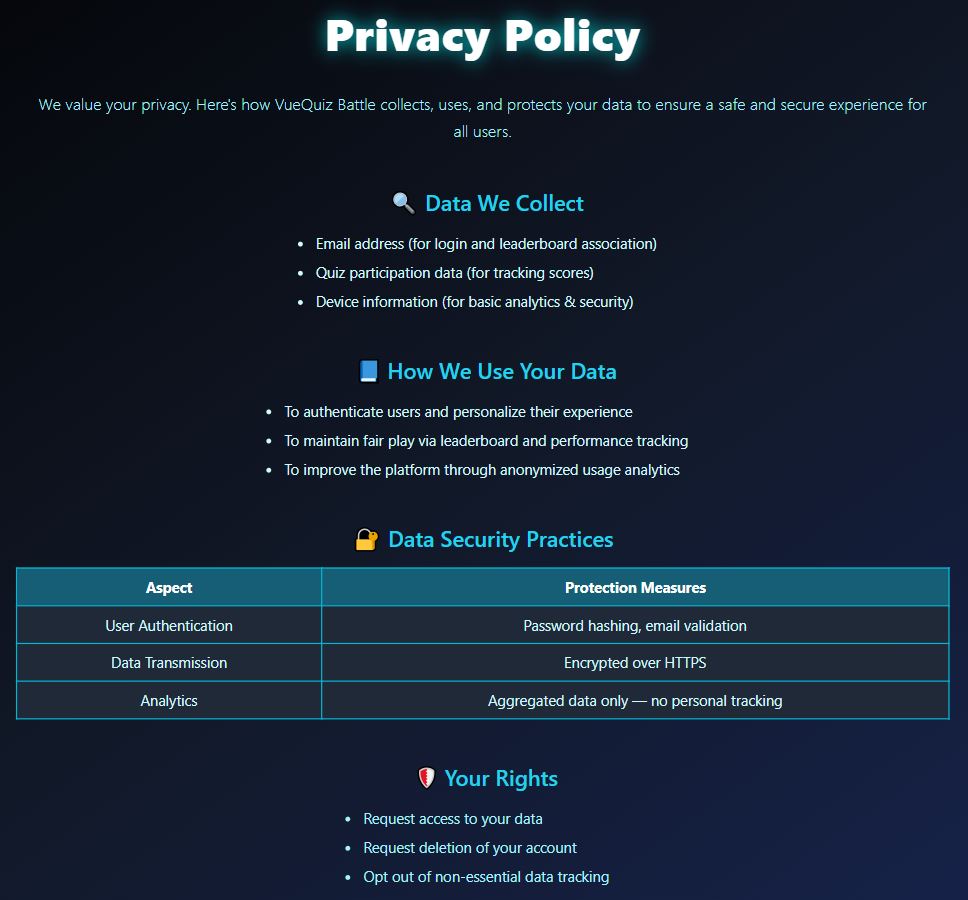 Privacy Policy
We value your privacy. Here's how VueQuiz Battle collects, uses, and protects your data to ensure a safe and secure experience for
all users.
🔍 Data We Collect
• Email address (for login and leaderboard association)
• Quiz participation data (for tracking scores)
• Device information (for basic analytics & security)
📘 How We Use Your Data
• To authenticate users and personalize their experience
• To maintain fair play via leaderboard and performance tracking
• To improve the platform through anonymized usage analytics
🔐 Data Security Practices
Aspect Protection Measures
User Authentication Password hashing, email validation
Data Transmission Encrypted over HTTPS
Analytics Aggregated data only — no personal tracking
🛡️ Your Rights
• Request access to your data
• Request deletion of your account
• Opt out of non-essential data tracking